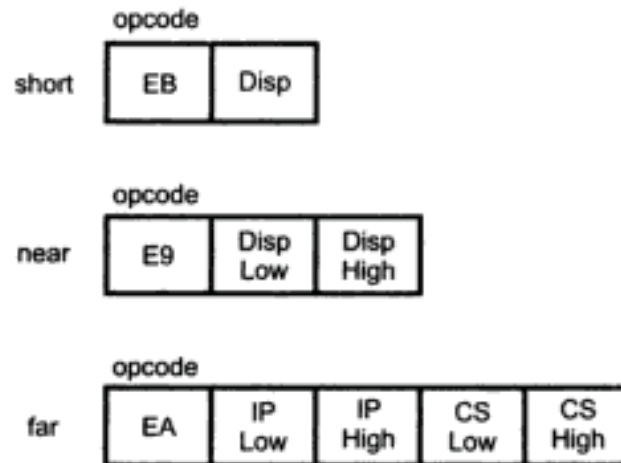 opcode
short EB Disp
opcode
near E9 Disp Low Disp High
opcode
far EA IP Low IP High CS Low CS High